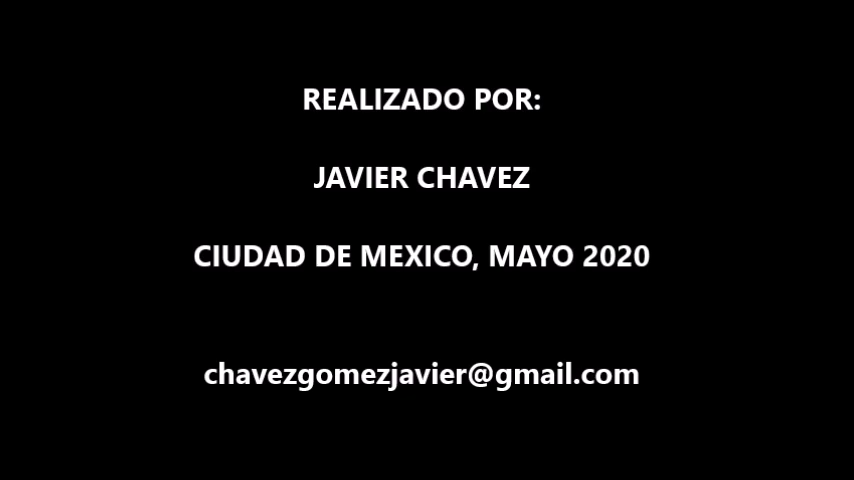 REALIZADO POR:
JAVIER CHAVEZ
CIUDAD DE MEXICO, MAYO 2020
chavezgomezjavier@gmail.com